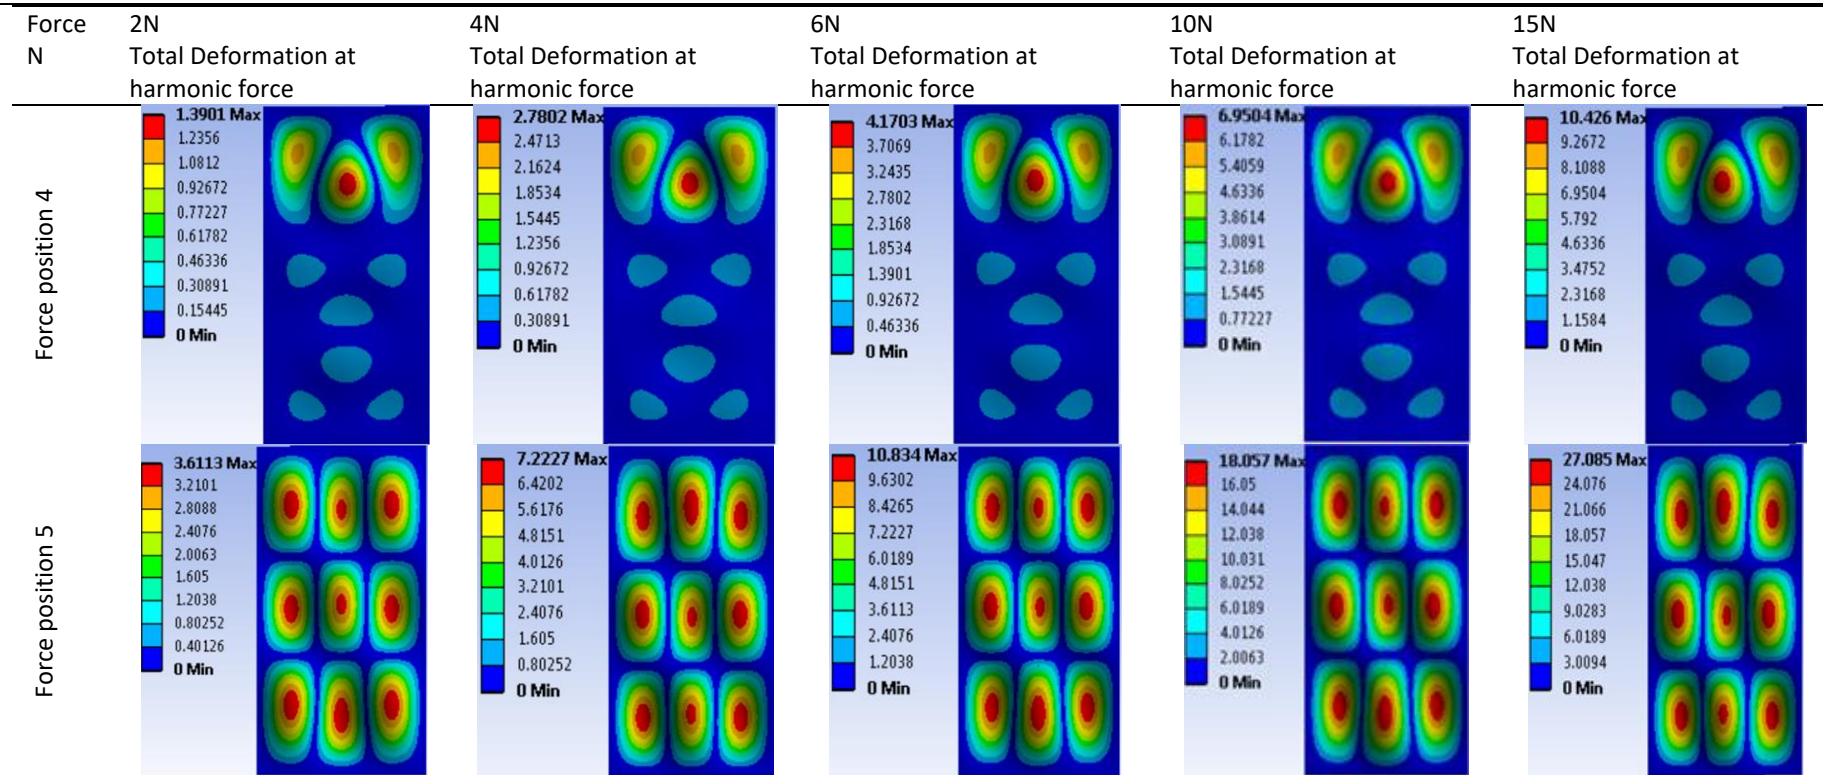 Force
N
2N
Total Deformation at
harmonic force
4N
Total Deformation at
harmonic force
6N
Total Deformation at
harmonic force
10N
Total Deformation at
harmonic force
15N
Total Deformation at
harmonic force
Force position 4
1.3901 Max
1.2356
1.0812
0.92672
0.77227
0.61782
0.46336
0.30891
0.15445
0 Min
2.7802 Max
2.4713
2.1624
1.8534
1.5445
1.2356
0.92672
0.61782
0.30891
0 Min
4.1703 Max
3.7069
3.2435
2.7802
2.3168
1.8534
1.3901
0.92672
0.46336
0 Min
6.9504 Max
6.1782
5.4059
4.6336
3.8614
3.0891
2.3168
1.5445
0.77227
0 Min
10.426 Max
9.2672
8.1088
6.9504
5.792
4.6336
3.4752
2.3168
1.1584
0 Min
Force position 5
3.6113 Max
3.2101
2.8088
2.4076
2.0063
1.605
1.2038
0.80252
0.40126
0 Min
7.2227 Max
6.4202
5.6176
4.8151
4.0126
3.2101
2.4076
1.605
0.80252
0 Min
10.834 Max
9.6302
8.4265
7.2227
6.0189
4.8151
3.6113
2.4076
1.2038
0 Min
18.057 Max
16.05
14.044
12.038
10.031
8.0252
6.0189
4.0126
2.0063
0 Min
27.085 Max
24.076
21.066
18.057
15.047
12.038
9.0283
6.0189
3.0094
0 Min